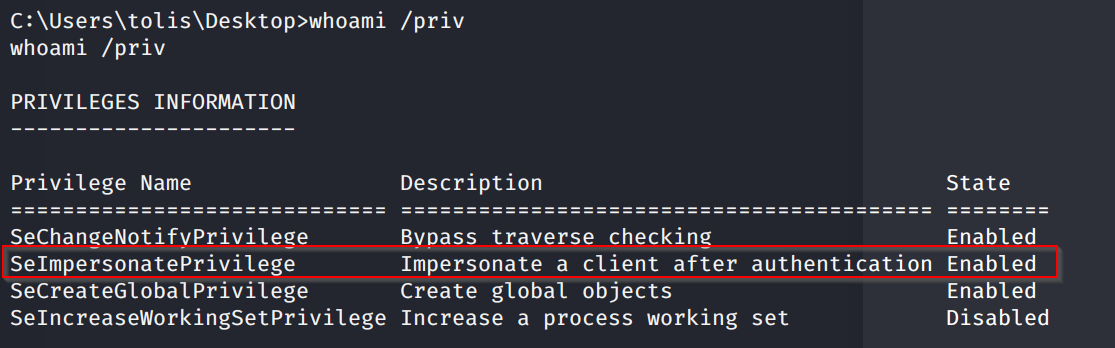 C:\Users\tolis\Desktop>whoami /priv
whoami /priv
PRIVILEGES INFORMATION
----------------------
Privilege Name                Description                               State
============================= ========================================= ========
SeChangeNotifyPrivilege       Bypass traverse checking                  Enabled
SeImpersonatePrivilege        Impersonate a client after authentication Enabled
SeCreateGlobalPrivilege       Create global objects                     Enabled
SeIncreaseWorkingSetPrivilege Increase a process working set            Disabled